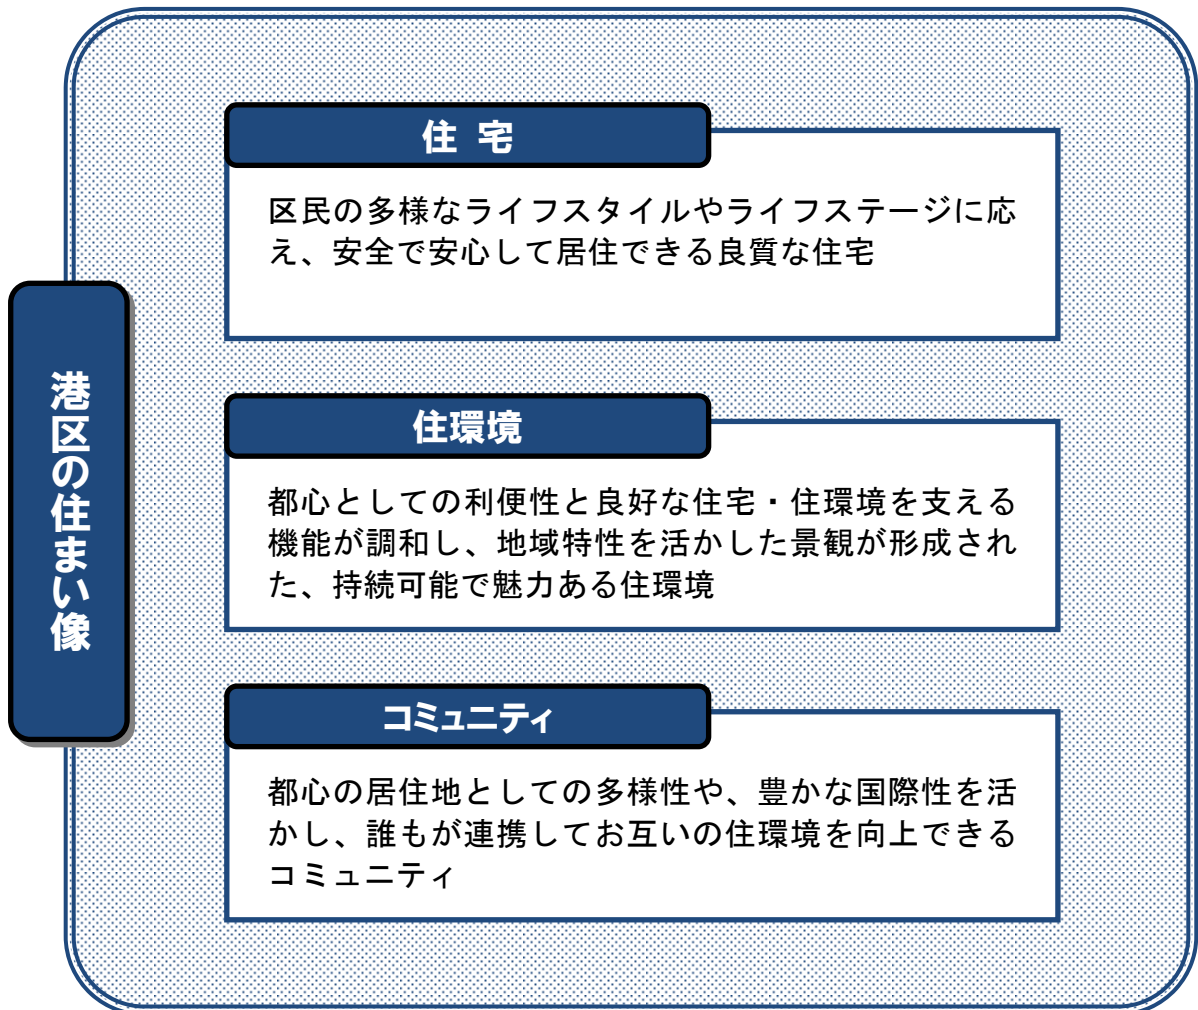 港区の住まい像
住 宅
区民の多様なライフスタイルやライフステージに応
え、安全で安心して居住できる良質な住宅
住環境
都心としての利便性と良好な住宅・住環境を支える
機能が調和し、地域特性を活かした景観が形成され
た、持続可能で魅力ある住環境
コミュニティ
都心の居住地としての多様性や、豊かな国際性を活
かし、誰もが連携してお互いの住環境を向上できる
コミュニティ